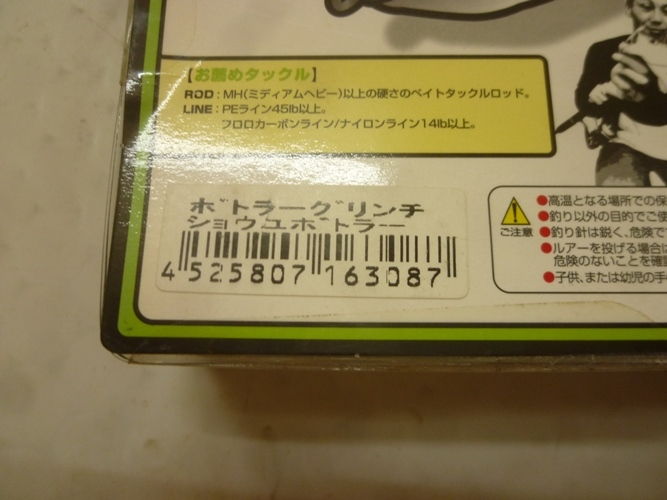 【お薦めタックル】
ROD：MH（ミディアムヘビー）以上の硬さのベイトタックルロッド。
LINE：PEライン45lb以上。
フロロカーボンライン/ナイロンライン14lb以上。
ボトラーグリンチ
ショウユボトラー
4 525807 163087
ご注意
●高温となる場所での保
●釣り以外の目的でご使
●釣り針は鋭く、危険で
●ルアーを投げる場合に
危険のないことを確認
●子供、または幼児の手